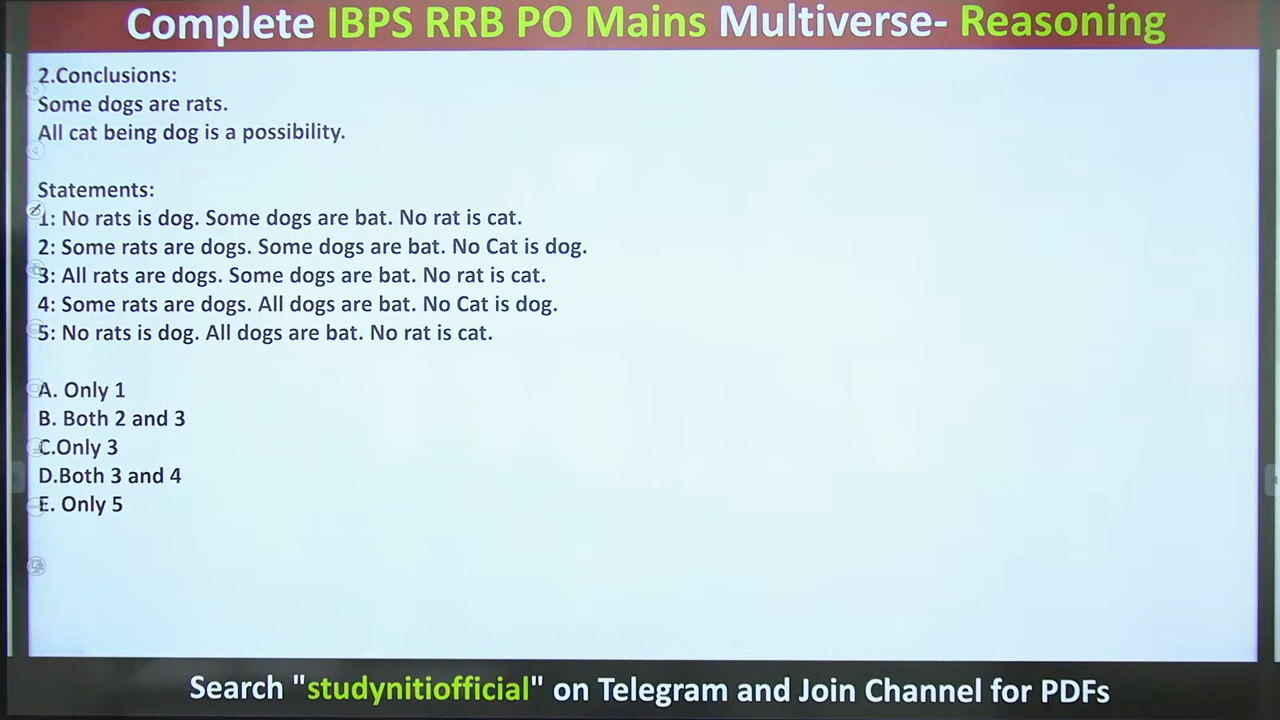 Complete IBPS RRB PO Mains Multiverse- Reasoning
2.Conclusions:
Some dogs are rats.
All cat being dog is a possibility.
Statements:
1: No rats is dog. Some dogs are bat. No rat is cat.
2: Some rats are dogs. Some dogs are bat. No Cat is dog.
3: All rats are dogs. Some dogs are bat. No rat is cat.
4: Some rats are dogs. All dogs are bat. No Cat is dog.
5: No rats is dog. All dogs are bat. No rat is cat.
A. Only 1
B. Both 2 and 3
C.Only 3
D.Both 3 and 4
E. Only 5
Search "studynitiofficial" on Telegram and Join Channel for PDFs